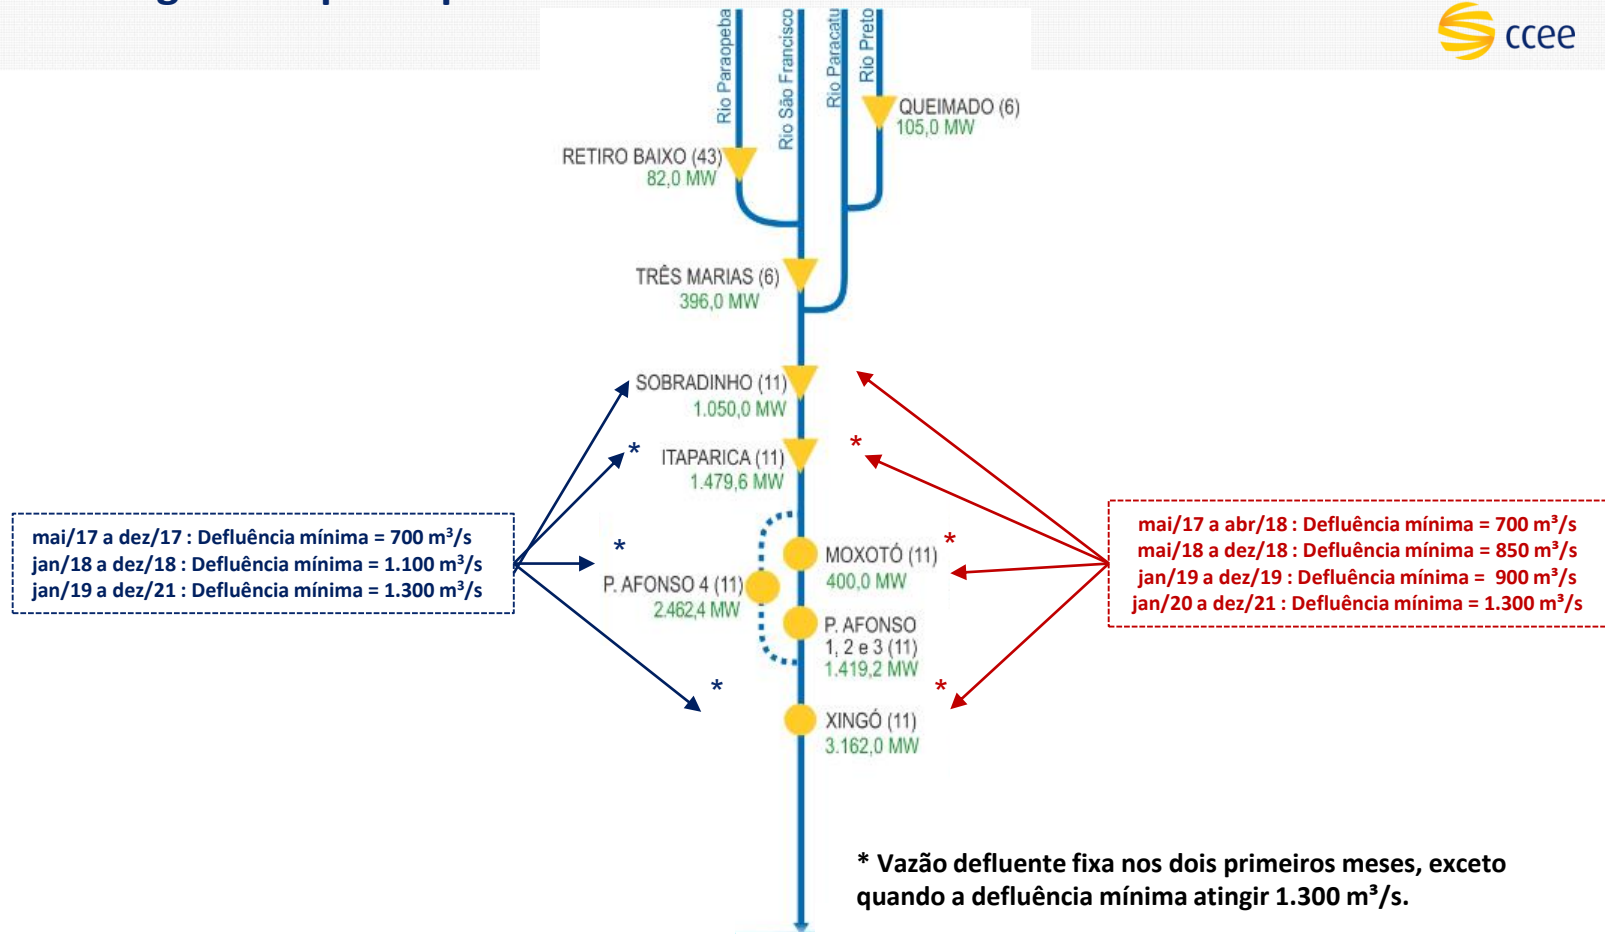 ccee
Rio Paraopeba
Rio São Francisco
Rio Paracatu
Rio Preto
QUEIMADO (6)
105,0 MW
RETIRO BAIXO (43)
82,0 MW
TRÊS MARIAS (6)
396,0 MW
SOBRADINHO (11)
1.050,0 MW
*
*
ITAPARICA (11)
1.479,6 MW
mai/17 a dez/17 : Defluência mínima = 700 m³/s
jan/18 a dez/18 : Defluência mínima = 1.100 m³/s
jan/19 a dez/21 : Defluência mínima = 1.300 m³/s
mai/17 a abr/18 : Defluência mínima = 700 m³/s
mai/18 a dez/18 : Defluência mínima = 850 m³/s
jan/19 a dez/19 : Defluência mínima = 900 m³/s
jan/20 a dez/21 : Defluência mínima = 1.300 m³/s
*
*
MOXOTÓ (11)
400,0 MW
P. AFONSO 4 (11)
2.462,4 MW
P. AFONSO
1, 2 e 3 (11)
1.419,2 MW
*
*
XINGÓ (11)
3.162,0 MW
* Vazão defluente fixa nos dois primeiros meses, exceto
quando a defluência mínima atingir 1.300 m³/s.